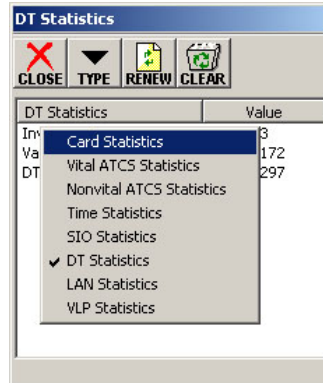 DT Statistics
CLOSE TYPE RENEW CLEAR
DT Statistics Value
Card Statistics
172
Vital ATCS Statistics
297
Nonvital ATCS Statistics
Time Statistics
SIO Statistics
DT Statistics
LAN Statistics
VLP Statistics